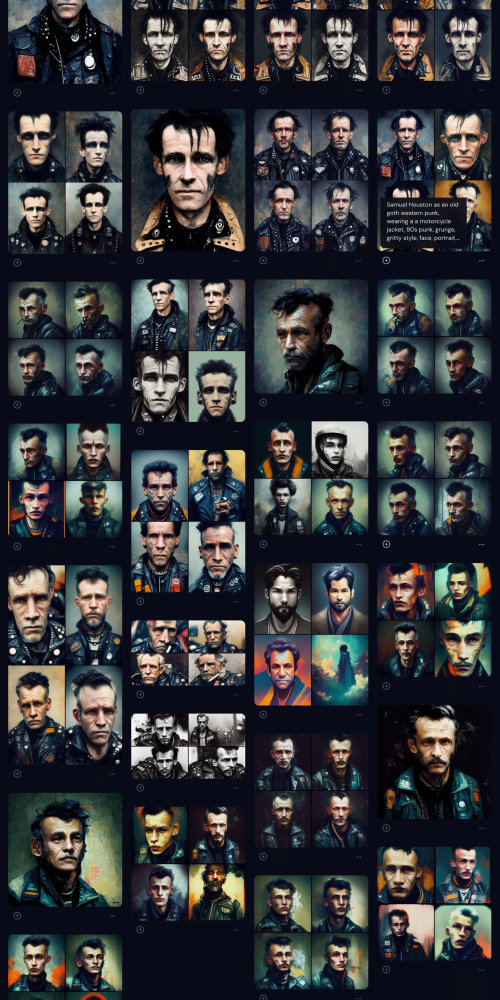 Samuel Houston as an old
goth western punk,
wearing a a motorcycle
jacket, 80s punk, grunge,
gritty style, face, portrait,...